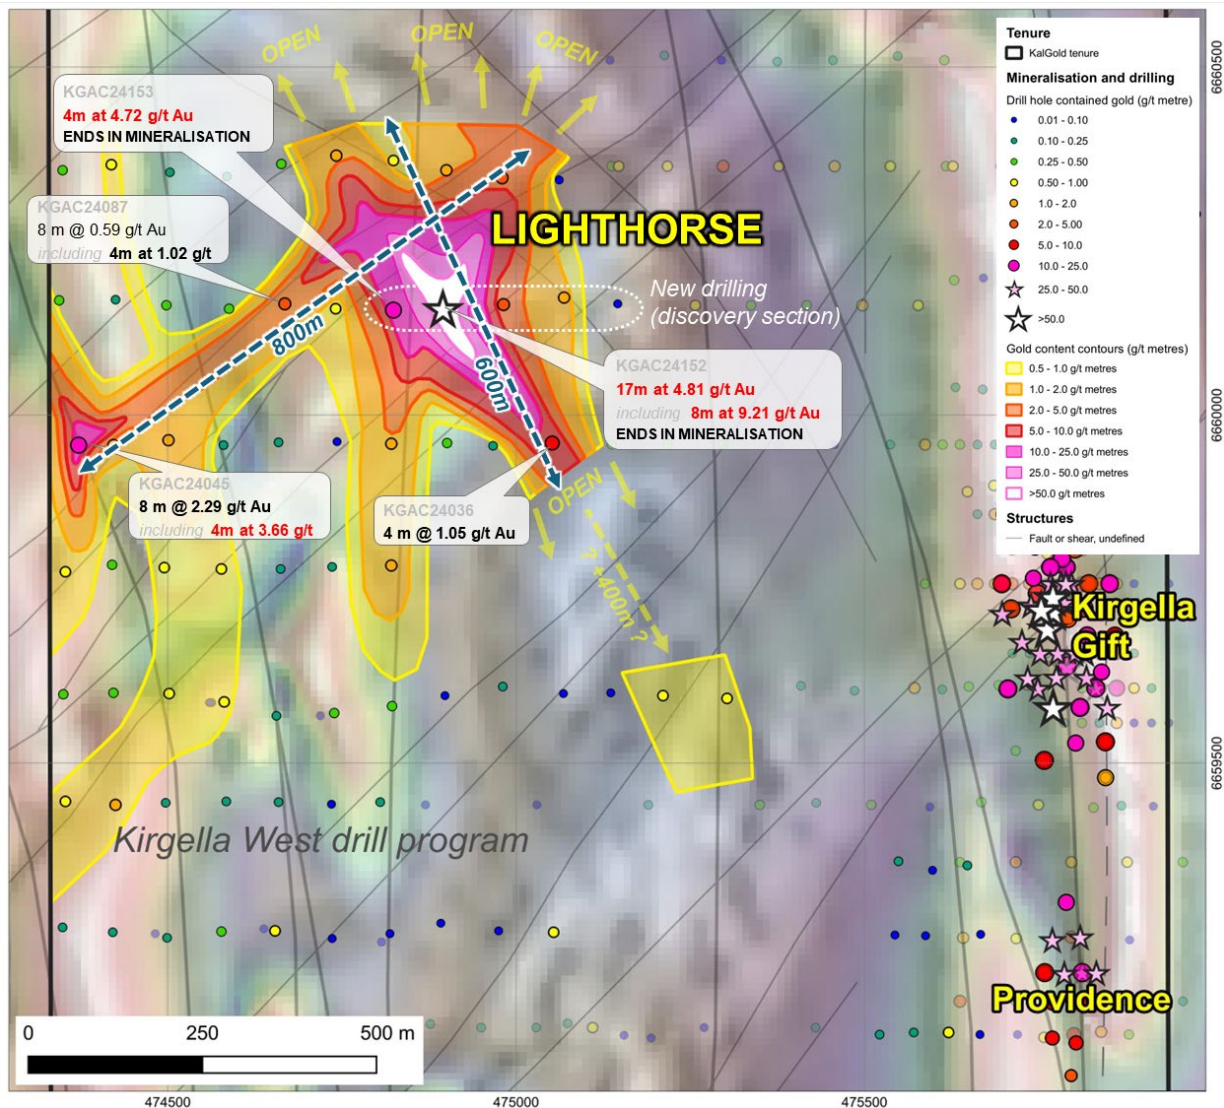 OPEN
OPEN
OPEN
KGAC24153
4m at 4.72 g/t Au
ENDS IN MINERALISATION
KGAC24087
8 m @ 0.59 g/t Au
including 4m at 1.02 g/t
LIGHTHORSE
New drilling
(discovery section)
800m
600m
KGAC24152
17m at 4.81 g/t Au
including 8m at 9.21 g/t Au
ENDS IN MINERALISATION
KGAC24045
8 m @ 2.29 g/t Au
including 4m at 3.66 g/t
KGAC24036
4 m @ 1.05 g/t Au
OPEN
? +400m ?
Kirgella
Gift
Kirgella West drill program
Providence
Tenure
KalGold tenure
Mineralisation and drilling
Drill hole contained gold (g/t metre)
0.01 - 0.10
0.10 - 0.25
0.25 - 0.50
0.50 - 1.00
1.0 - 2.0
2.0 - 5.00
5.0 - 10.0
10.0 - 25.0
25.0 - 50.0
>50.0
Gold content contours (g/t metres)
0.5 - 1.0 g/t metres
1.0 - 2.0 g/t metres
2.0 - 5.0 g/t metres
5.0 - 10.0 g/t metres
10.0 - 25.0 g/t metres
25.0 - 50.0 g/t metres
>50.0 g/t metres
Structures
Fault or shear, undefined
6660500
6660000
6659500
0 250 500 m
474500 475000 475500